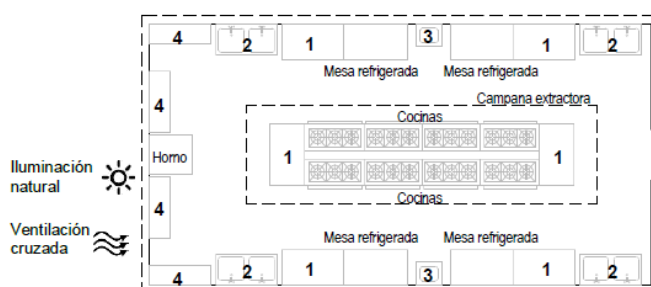 4
2
1
3
1
2
Mesa refrigerada
Mesa refrigerada
4
Campana extractora
Cocinas
Horno
1
1
Iluminación
natural
4
Cocinas
Ventilación
cruzada
Mesa refrigerada
Mesa refrigerada
4
2
1
3
1
2